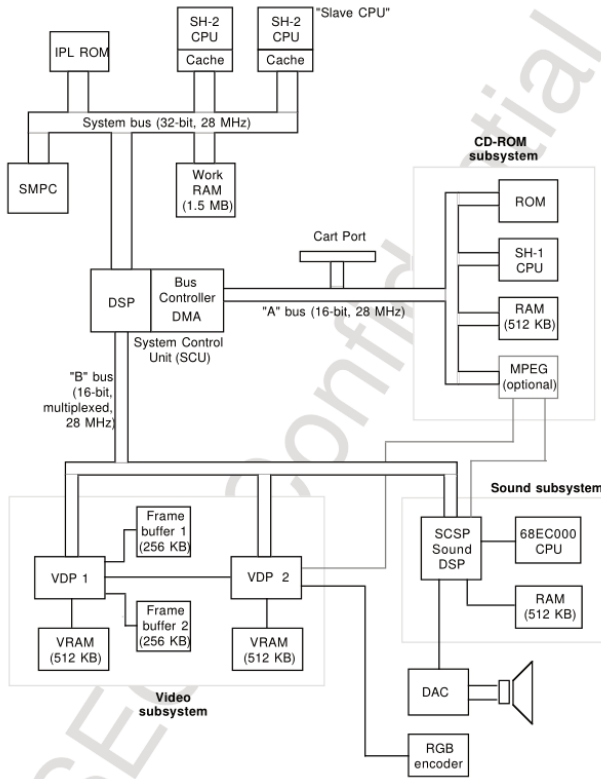 "Slave CPU"
IPL ROM
SH-2
CPU
Cache
SH-2
CPU
Cache
System bus (32-bit, 28 MHz)
SMPC
Work
RAM
(1.5 MB)
CD-ROM
subsystem
ROM
SH-1
CPU
RAM
(512 KB)
MPEG
(optional)
Cart Port
DSP
Bus
Controller
DMA
"A" bus (16-bit, 28 MHz)
System Control
Unit (SCU)
"B" bus
(16-bit,
multiplexed,
28 MHz)
Sound subsystem
Frame
buffer 1
(256 KB)
VDP 1
VDP 2
Frame
buffer 2
(256 KB)
VRAM
(512 KB)
VRAM
(512 KB)
Video
subsystem
SCSP
Sound
DSP
68EC000
CPU
RAM
(512 KB)
DAC
RGB
encoder
SEGA Confidential